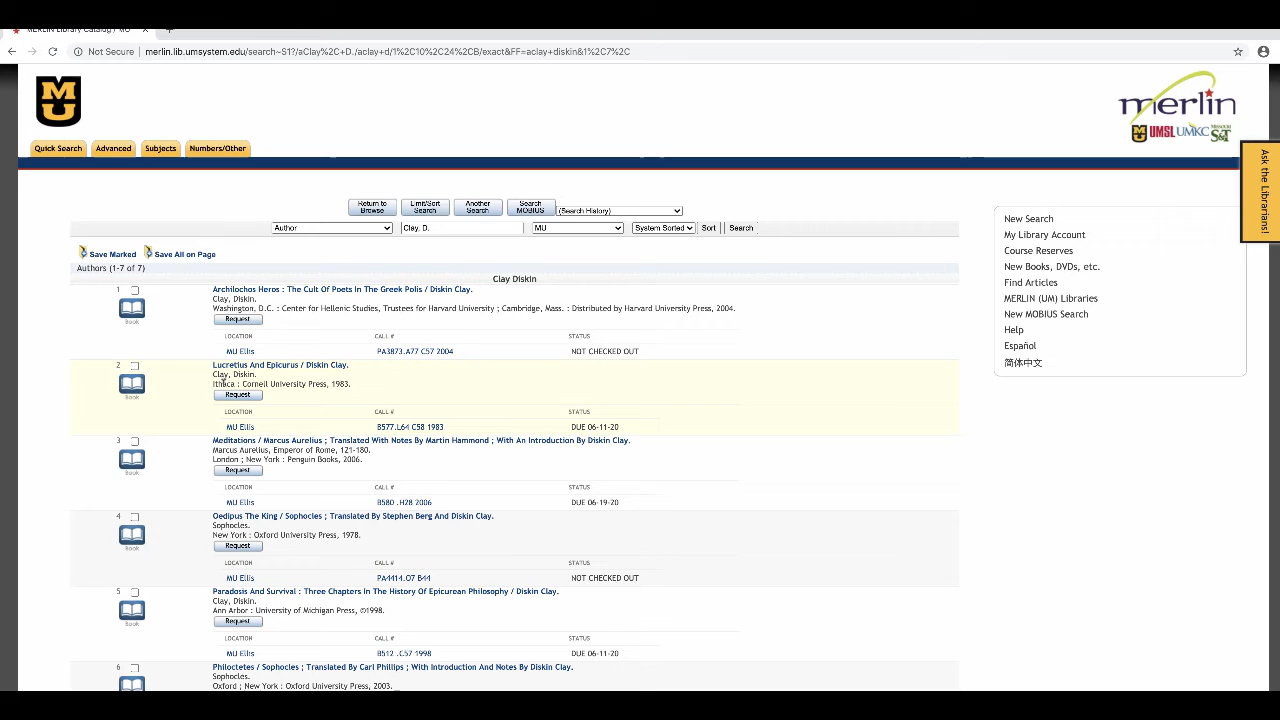 MERLIN Library Catalog / MU
Not Secure | merlin.lib.umsystem.edu/search~S1?/aClay%2C+D./aclay+d/1%2C10%2C24%2CB/exact&FF=aclay+diskin&1%2C7%2C
MU
merlin
UMSL UMKC MISSOURI S&T
Quick Search Advanced Subjects Numbers/Other
Ask the Librarians!
Return to Browse Limit/Sort Search Another Search Search MOBIUS (Search History)
Author Clay, D. MU System Sorted Sort Search
New Search
My Library Account
Course Reserves
New Books, DVDs, etc.
Find Articles
MERLIN (UM) Libraries
New MOBIUS Search
Help
Español
简体中文
Save Marked Save All on Page
Authors (1-7 of 7)
Clay Diskin
1 Archilochos Heros : The Cult Of Poets In The Greek Polis / Diskin Clay.
Clay, Diskin.
Washington, D.C. : Center for Hellenic Studies, Trustees for Harvard University ; Cambridge, Mass. : Distributed by Harvard University Press, 2004.
Book Request
LOCATION CALL # STATUS
MU Ellis PA3873.A77 C57 2004 NOT CHECKED OUT
2 Lucretius And Epicurus / Diskin Clay.
Clay, Diskin.
Ithaca : Cornell University Press, 1983.
Book Request
LOCATION CALL # STATUS
MU Ellis B577.L64 C58 1983 DUE 06-11-20
3 Meditations / Marcus Aurelius ; Translated With Notes By Martin Hammond ; With An Introduction By Diskin Clay.
Marcus Aurelius, Emperor of Rome, 121-180.
London ; New York : Penguin Books, 2006.
Book Request
LOCATION CALL # STATUS
MU Ellis B580 .H28 2006 DUE 06-19-20
4 Oedipus The King / Sophocles ; Translated By Stephen Berg And Diskin Clay.
Sophocles.
New York : Oxford University Press, 1978.
Book Request
LOCATION CALL # STATUS
MU Ellis PA4414.O7 B44 NOT CHECKED OUT
5 Paradosis And Survival : Three Chapters In The History Of Epicurean Philosophy / Diskin Clay.
Clay, Diskin.
Ann Arbor : University of Michigan Press, ©1998.
Book Request
LOCATION CALL # STATUS
MU Ellis B512 .C57 1998 DUE 06-11-20
6 Philoctetes / Sophocles ; Translated By Carl Phillips ; With Introduction And Notes By Diskin Clay.
Sophocles.
Oxford ; New York : Oxford University Press, 2003.